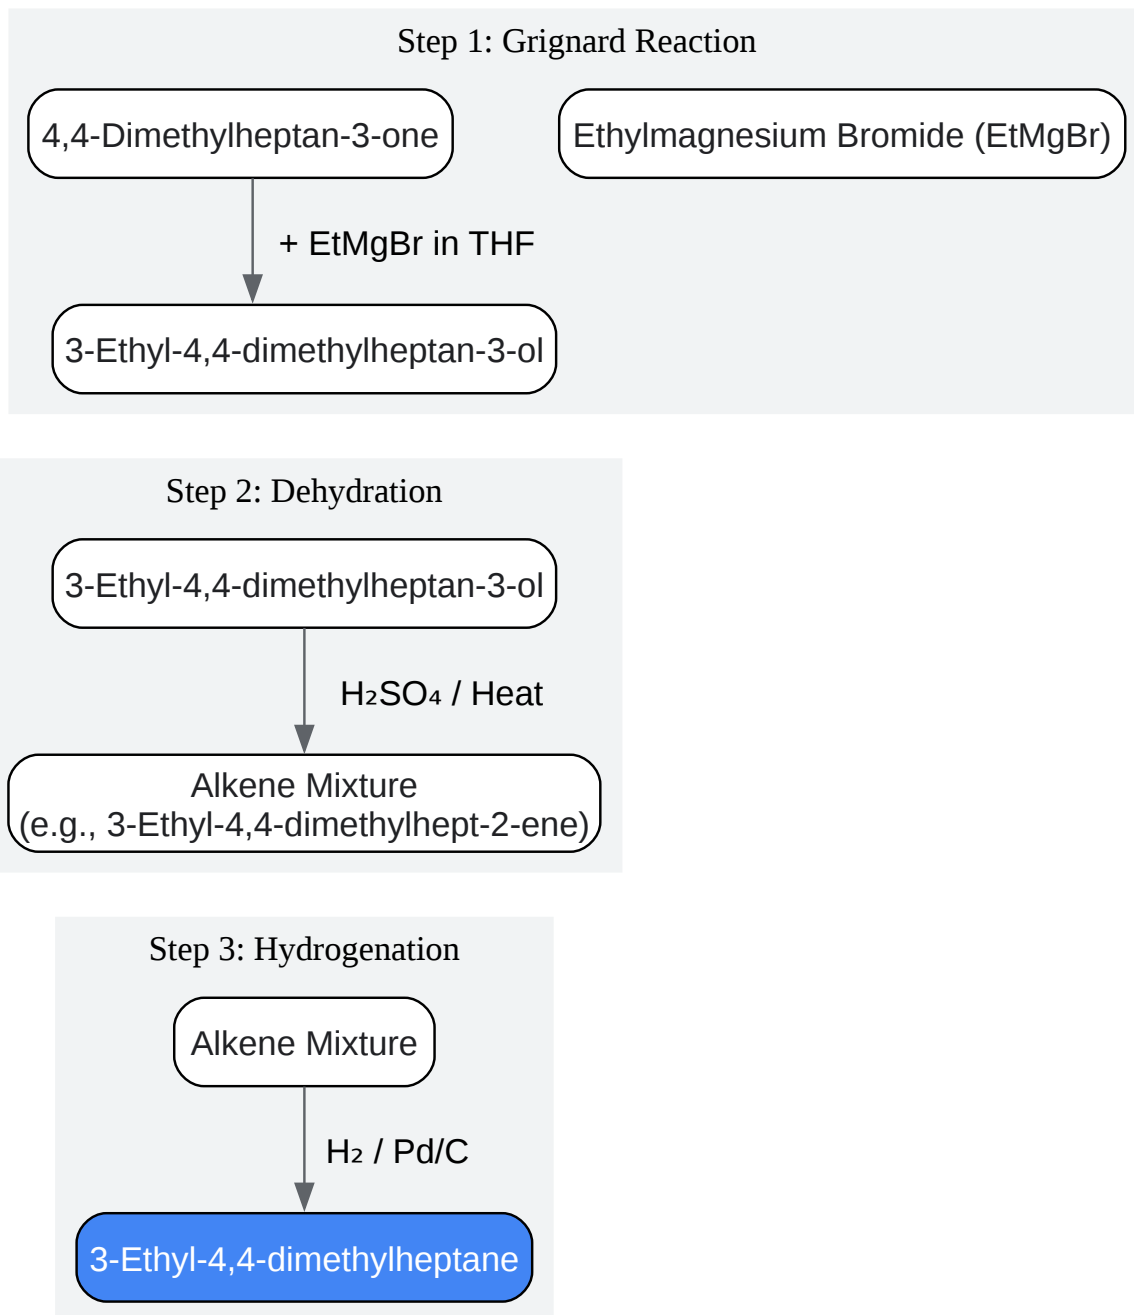 Step 1: Grignard Reaction
4,4-Dimethylheptan-3-one
Ethylmagnesium Bromide (EtMgBr)
+ EtMgBr in THF
3-Ethyl-4,4-dimethylheptan-3-ol
Step 2: Dehydration
3-Ethyl-4,4-dimethylheptan-3-ol
H₂SO₄ / Heat
Alkene Mixture
(e.g., 3-Ethyl-4,4-dimethylhept-2-ene)
Step 3: Hydrogenation
Alkene Mixture
H₂ / Pd/C
3-Ethyl-4,4-dimethylheptane